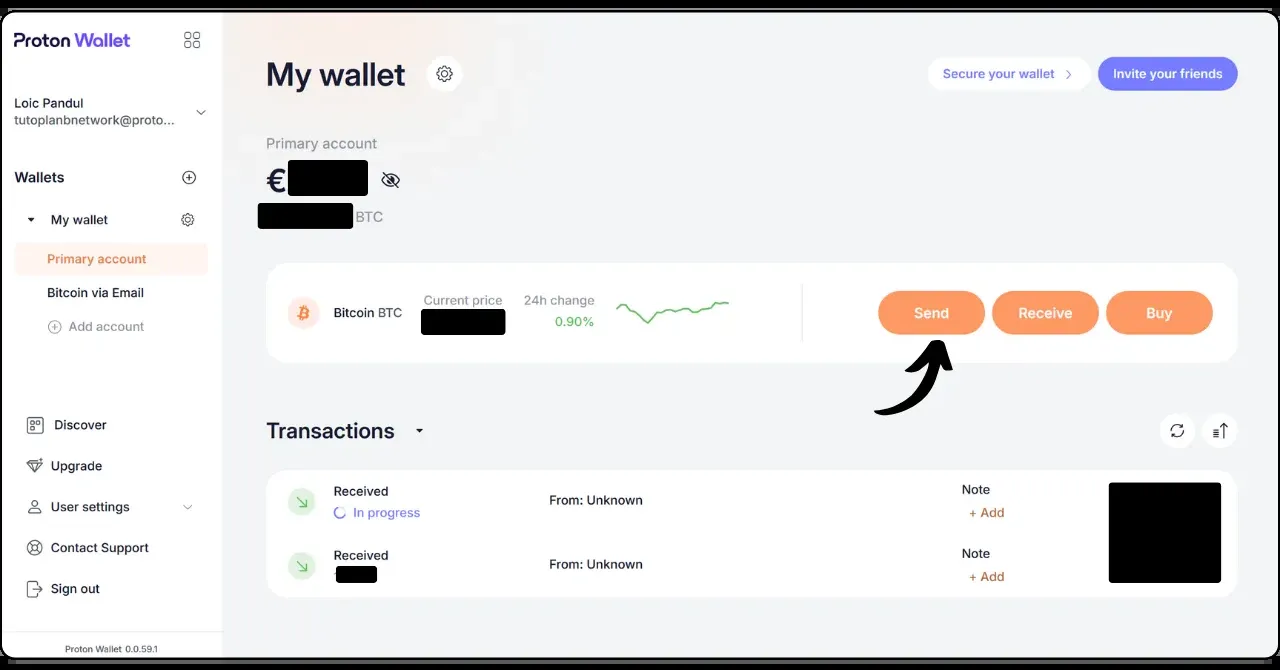 Proton Wallet
Loic Pandul
tutoplanbnetwork@proto...
Wallets
My wallet
Primary account
Bitcoin via Email
Add account
Discover
Upgrade
User settings
Contact Support
Sign out
Proton Wallet 0.0.59.1
My wallet
Secure your wallet
Invite your friends
Primary account
€
BTC
Bitcoin BTC
Current price
24h change
0.90%
Send
Receive
Buy
Transactions
Received
In progress
From: Unknown
Note
+ Add
Received
From: Unknown
Note
+ Add